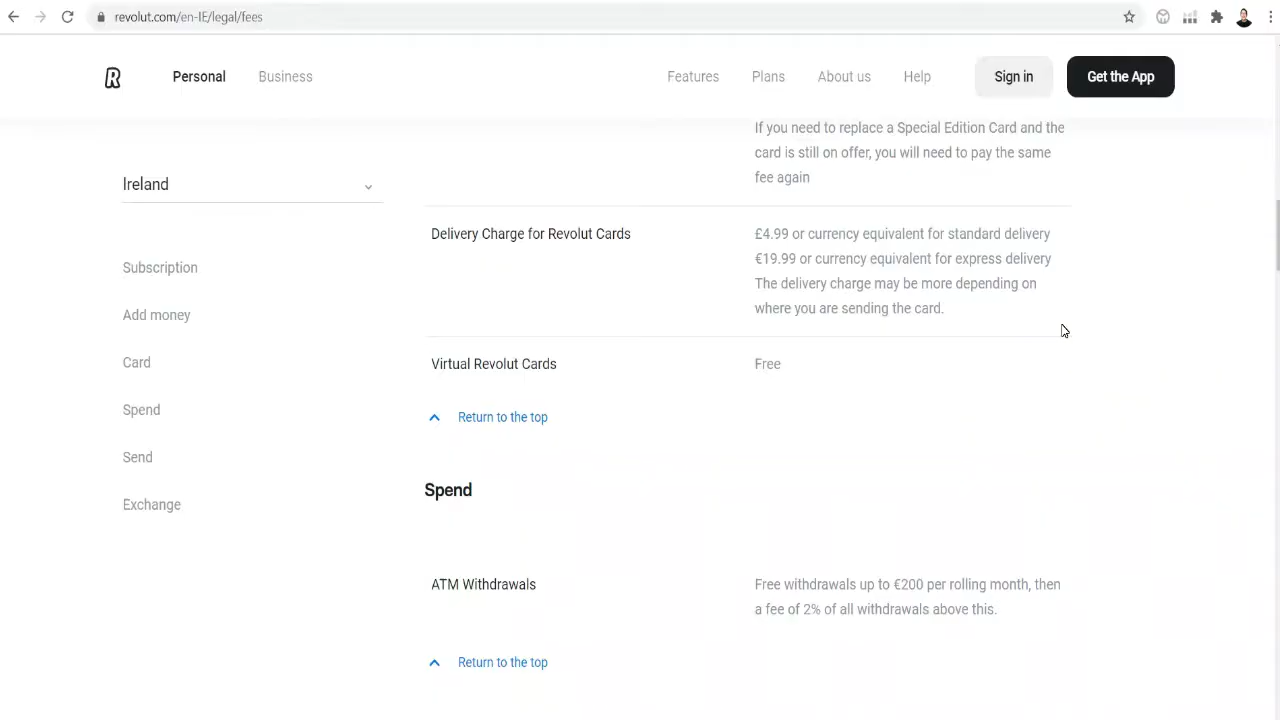 revolut.com/en-IE/legal/fees
R
Personal
Business
Features
Plans
About us
Help
Sign in
Get the App
If you need to replace a Special Edition Card and the
card is still on offer, you will need to pay the same
fee again
Ireland
Subscription
Add money
Card
Spend
Send
Exchange
Delivery Charge for Revolut Cards
£4.99 or currency equivalent for standard delivery
€19.99 or currency equivalent for express delivery
The delivery charge may be more depending on
where you are sending the card.
Virtual Revolut Cards
Free
Return to the top
Spend
ATM Withdrawals
Free withdrawals up to €200 per rolling month, then
a fee of 2% of all withdrawals above this.
Return to the top